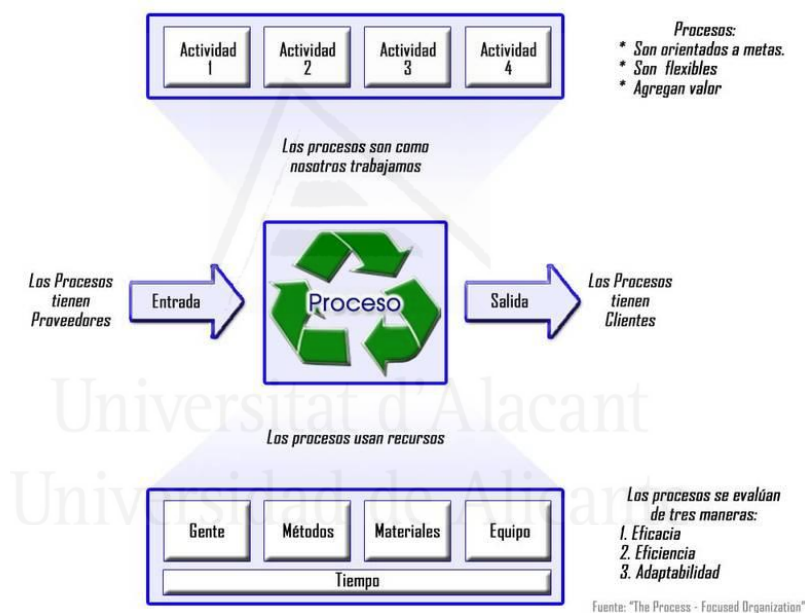 Actividad 1
Actividad 2
Actividad 3
Actividad 4
Procesos:
* Son orientados a metas.
* Son flexibles
* Agregan valor
Los procesos son como
nosotros trabajamos
Los Procesos
tienen
Proveedores
Entrada
Proceso
Salida
Los Procesos
tienen
Clientes
Universitat d'Alacant
Universidad de Alicante
Los procesos usan recursos
Gente
Métodos
Materiales
Equipo
Tiempo
Los procesos se evalúan
de tres maneras:
1. Eficacia
2. Eficiencia
3. Adaptabilidad
Fuente: "The Process - Focused Organization"